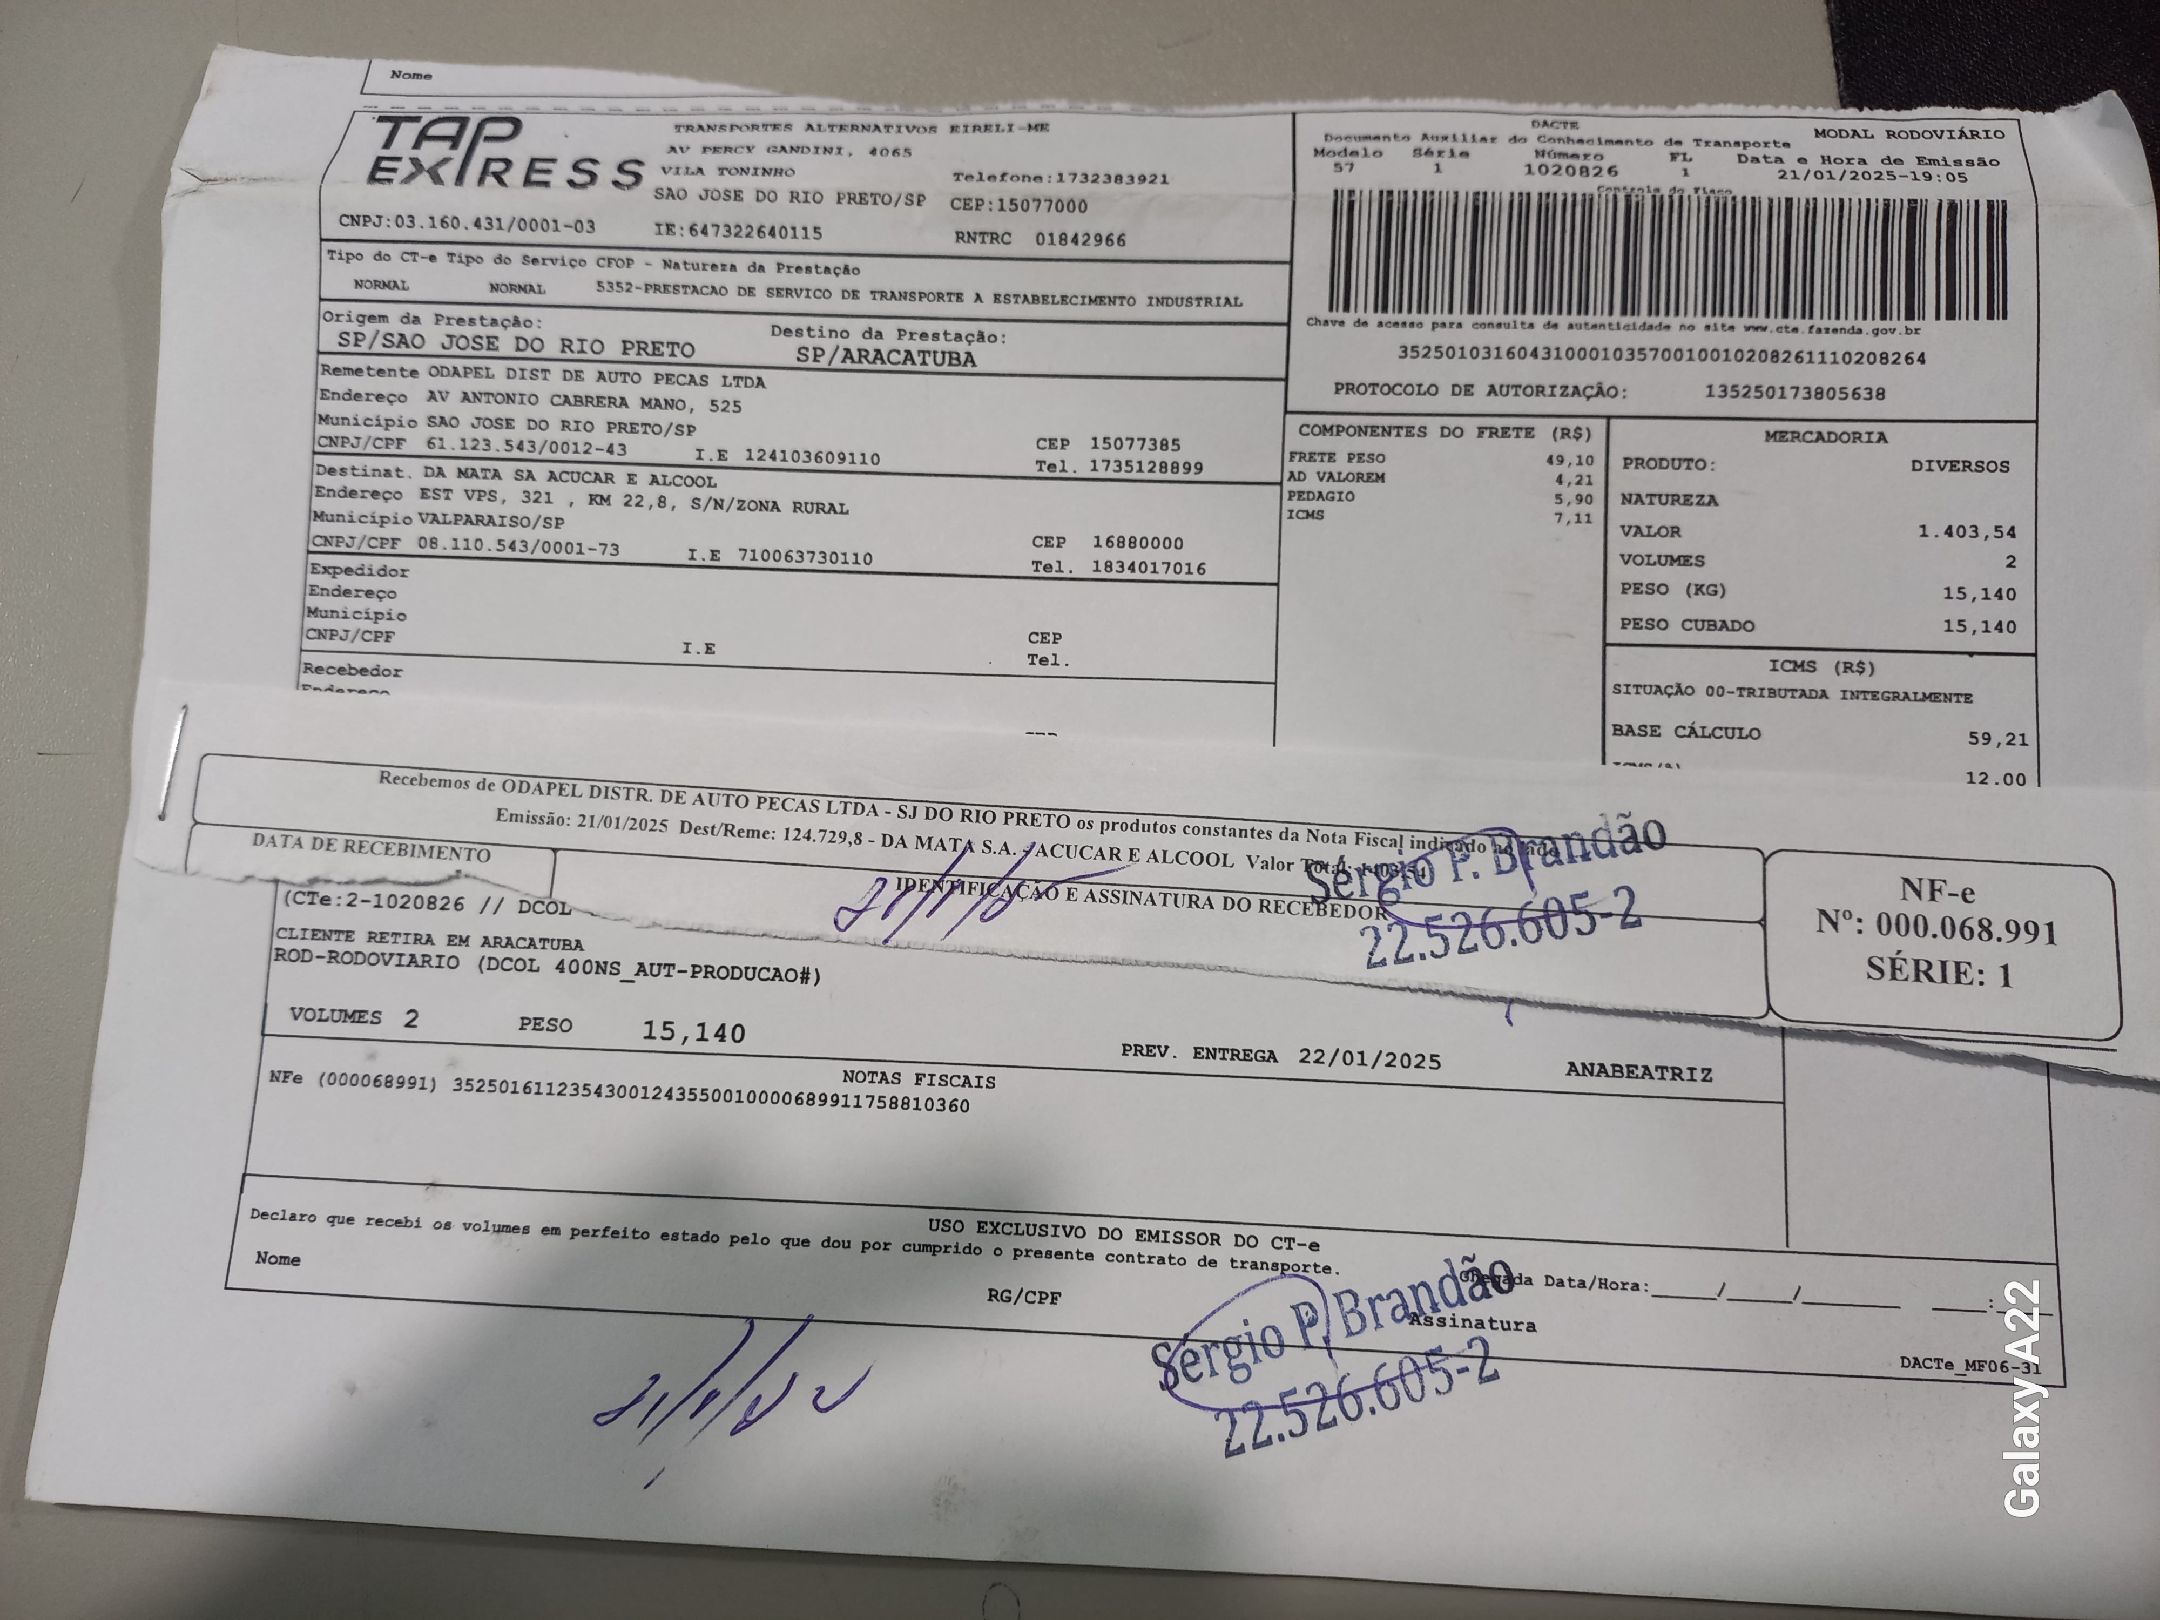 Nome
TAP EXPRESS
TRANSPORTES ALTERNATIVOS EIRELI-ME
AV PERCY GANDINI, 4065
VILA TONINHO
Telefone:1732383921
SAO JOSE DO RIO PRETO/SP CEP:15077000
CNPJ:03.160.431/0001-03 IE:647322640115 RNTRC 01842966
DACTE
Documento Auxiliar do Conhecimento de Transporte
MODAL RODOVIÁRIO
Modelo Série Número FL Data e Hora de Emissão
57 1 1020826 1 21/01/2025-19:05
Controle do Fisco
Chave de acesso para consulta de autenticidade no site www.cte.fazenda.gov.br
35250103160431000103570010010208261110208264
PROTOCOLO DE AUTORIZAÇÃO: 135250173805638
Tipo do CT-e Tipo do Serviço CFOP - Natureza da Prestação
NORMAL NORMAL 5352-PRESTACAO DE SERVICO DE TRANSPORTE A ESTABELECIMENTO INDUSTRIAL
Origem da Prestação: Destino da Prestação:
SP/SAO JOSE DO RIO PRETO SP/ARACATUBA
Remetente ODAPEL DIST DE AUTO PECAS LTDA
Endereço AV ANTONIO CABRERA MANO, 525
Município SAO JOSE DO RIO PRETO/SP CEP 15077385
CNPJ/CPF 61.123.543/0012-43 I.E 124103609110 Tel. 1735128899
Destinat. DA MATA SA ACUCAR E ALCOOL
Endereço EST VPS, 321 , KM 22,8, S/N/ZONA RURAL
Município VALPARAISO/SP CEP 16880000
CNPJ/CPF 08.110.543/0001-73 I.E 710063730110 Tel. 1834017016
Expedidor
Endereço
Município CEP
CNPJ/CPF I.E Tel.
Recebedor
Endereço
COMPONENTES DO FRETE (R$)
FRETE PESO 49,10
AD VALOREM 4,21
PEDAGIO 5,90
ICMS 7,11
MERCADORIA
PRODUTO: DIVERSOS
NATUREZA
VALOR 1.403,54
VOLUMES 2
PESO (KG) 15,140
PESO CUBADO 15,140
ICMS (R$)
SITUAÇÃO 00-TRIBUTADA INTEGRALMENTE
BASE CÁLCULO 59,21
12.00
Recebemos de ODAPEL DISTR. DE AUTO PECAS LTDA - SJ DO RIO PRETO os produtos constantes da Nota Fiscal indicado ao lado
Emissão: 21/01/2025 Dest/Reme: 124.729,8 - DA MATA S.A. - ACUCAR E ALCOOL Valor Total: 1403,54
DATA DE RECEBIMENTO
IDENTIFICAÇÃO E ASSINATURA DO RECEBEDOR
Sérgio P. Brandão
22.526.605-2
NF-e
Nº: 000.068.991
SÉRIE: 1
(CTe:2-1020826 // DCOL
CLIENTE RETIRA EM ARACATUBA
ROD-RODOVIARIO (DCOL 400NS_AUT-PRODUCAO#)
VOLUMES 2 PESO 15,140 PREV. ENTREGA 22/01/2025 ANABEATRIZ
NOTAS FISCAIS
NFe (000068991) 35250161123543001243550010000689911758810360
USO EXCLUSIVO DO EMISSOR DO CT-e
Declaro que recebi os volumes em perfeito estado pelo que dou por cumprido o presente contrato de transporte.
Nome RG/CPF Assinatura
Chegada Data/Hora:_____/_____/_______ ____:____
Sérgio P. Brandão
22.526.605-2
DACTe_MF06-31
Galaxy A22